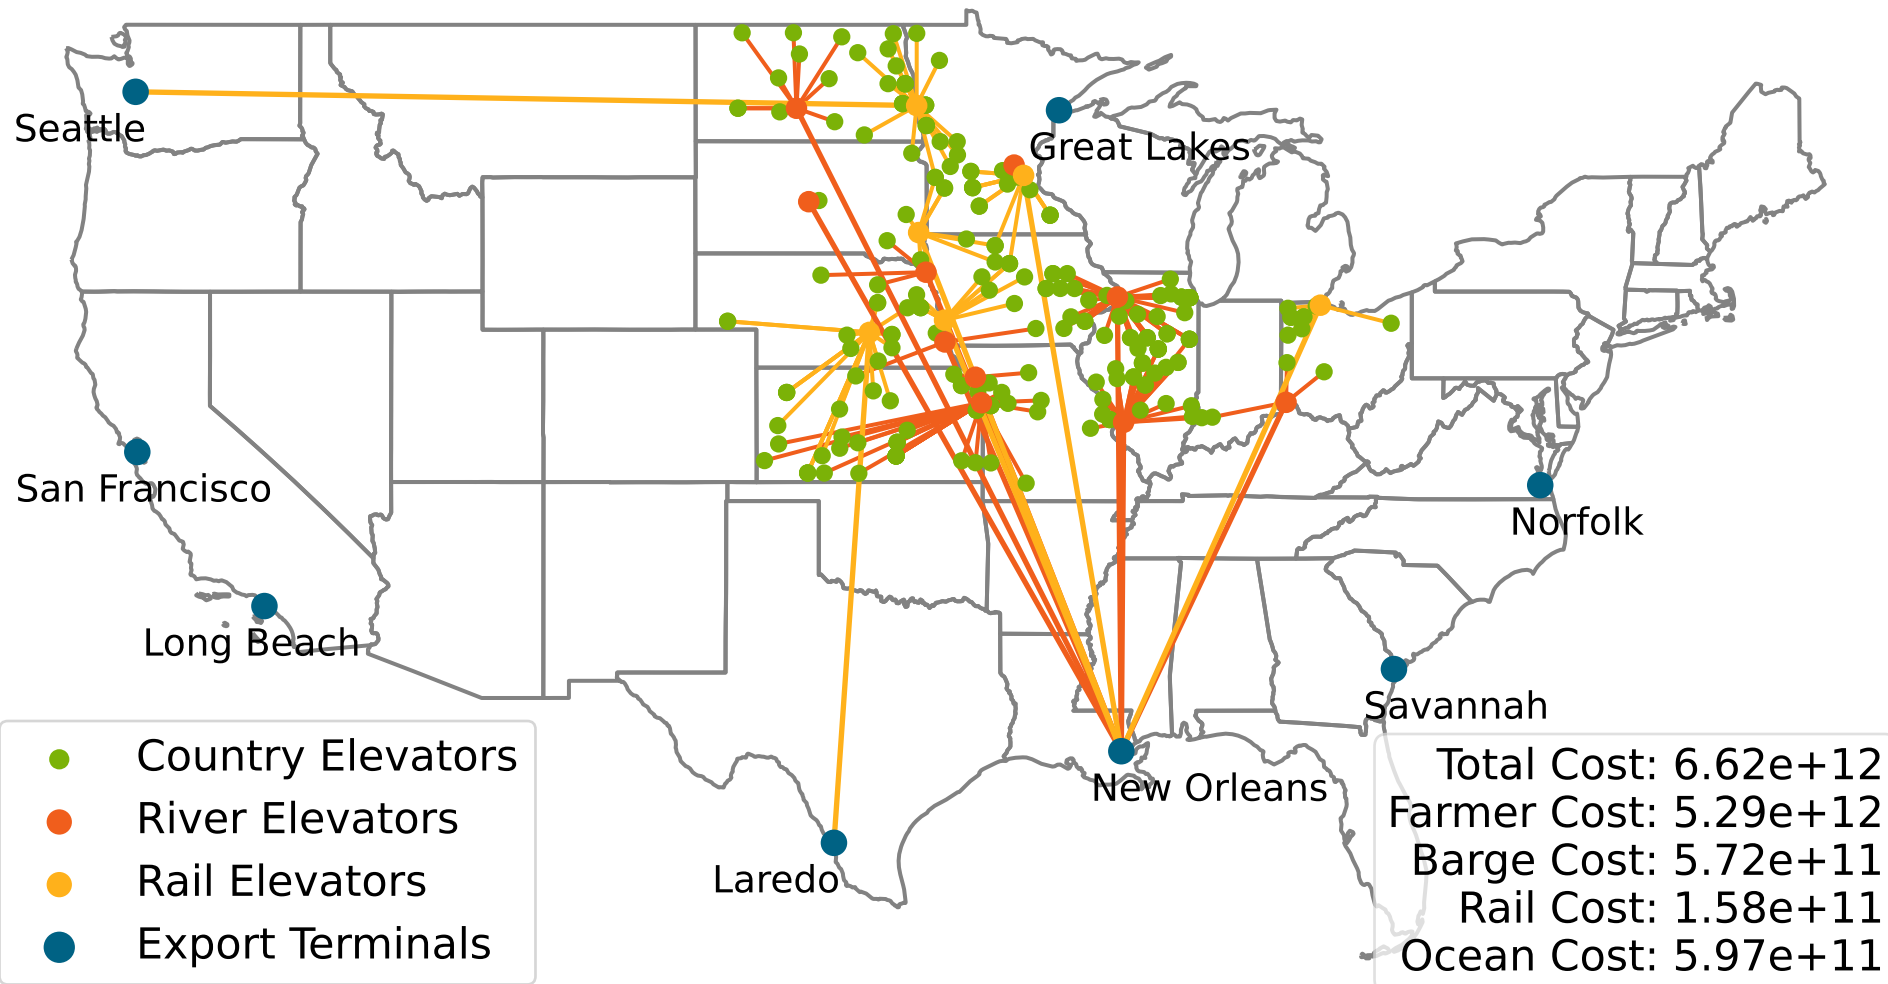 Seattle
Great Lakes
San Francisco
Norfolk
Long Beach
Savannah
New Orleans
Laredo
Country Elevators
River Elevators
Rail Elevators
Export Terminals
Total Cost: 6.62e+12
Farmer Cost: 5.29e+12
Barge Cost: 5.72e+11
Rail Cost: 1.58e+11
Ocean Cost: 5.97e+11